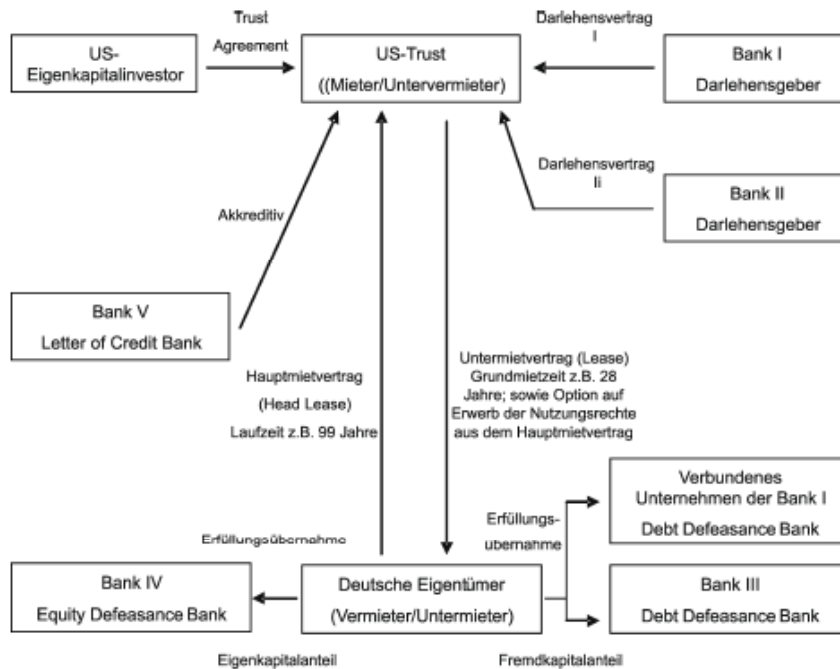 US-
Eigenkapitalinvestor
Trust
Agreement
US-Trust
((Mieter/Untervermieter)
Darlehensvertrag
I
Bank I
Darlehensgeber
Darlehensvertrag
Ii
Bank II
Darlehensgeber
Akkreditiv
Bank V
Letter of Credit Bank
Hauptmietvertrag
(Head Lease)
Laufzeit z.B. 99 Jahre
Untermietvertrag (Lease)
Grundmietzeit z.B. 28
Jahre; sowie Option auf
Erwerb der Nutzungsrechte
aus dem Hauptmietvertrag
Verbundenes
Unternehmen der Bank I
Debt Defeasance Bank
Erfüllungs-
übernahme
Erfüllungsübernahme
Bank IV
Equity Defeasance Bank
Deutsche Eigentümer
(Vermieter/Untermieter)
Bank III
Debt Defeasance Bank
Eigenkapitalanteil
Fremdkapitalanteil